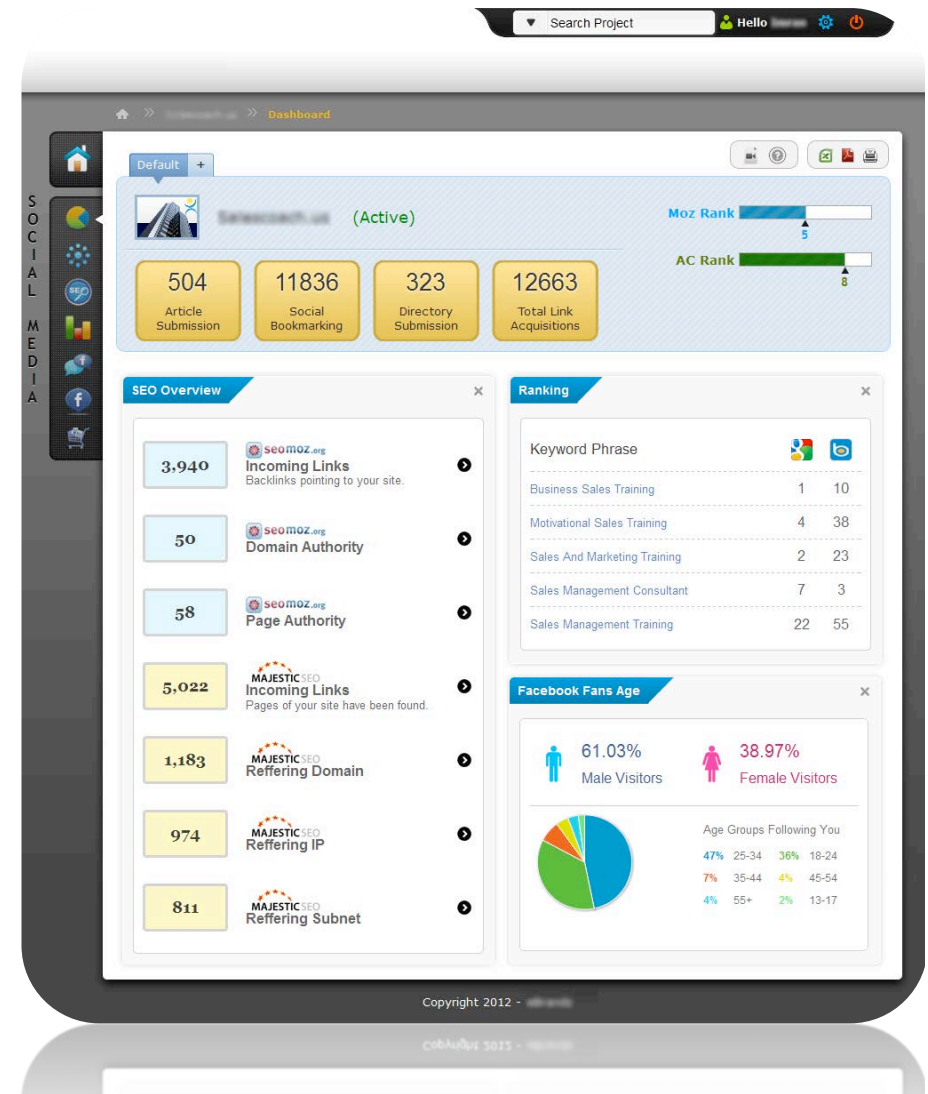 Search Project
Hello
Dashboard
SOCIAL MEDIA
Default +
(Active)
Moz Rank
5
AC Rank
8
504
Article
Submission
11836
Social
Bookmarking
323
Directory
Submission
12663
Total Link
Acquisitions
SEO
SEO Overview
3,940
seomoz.org
Incoming Links
Backlinks pointing to your site.
50
seomoz.org
Domain Authority
58
seomoz.org
Page Authority
5,022
MAJESTICSEO
Incoming Links
Pages of your site have been found.
1,183
MAJESTICSEO
Reffering Domain
974
MAJESTICSEO
Reffering IP
811
MAJESTICSEO
Reffering Subnet
Ranking
Keyword Phrase
Business Sales Training 1 10
Motivational Sales Training 4 38
Sales And Marketing Training 2 23
Sales Management Consultant 7 3
Sales Management Training 22 55
Facebook Fans Age
61.03%
Male Visitors
38.97%
Female Visitors
Age Groups Following You
47% 25-34 36% 18-24
7% 35-44 4% 45-54
4% 55+ 2% 13-17
Copyright 2012 -